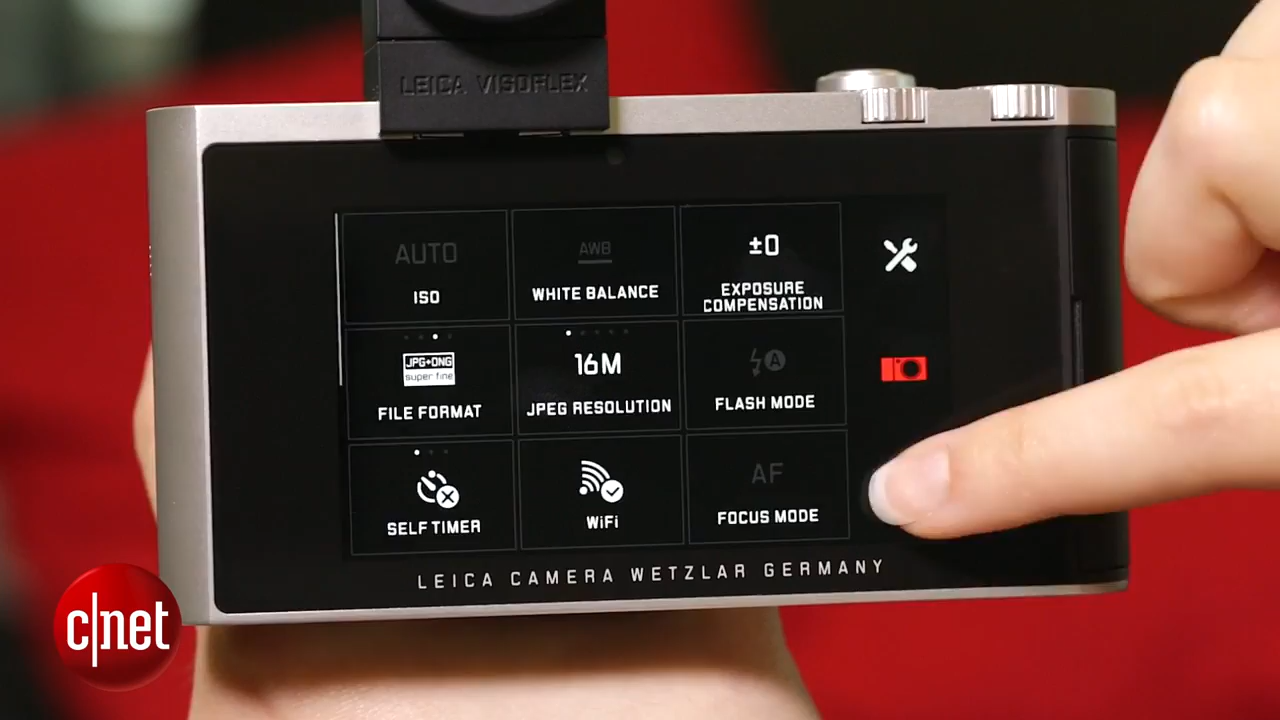 LEICA VISOFLEX
AUTO
ISO
AWB
WHITE BALANCE
±0
EXPOSURE
COMPENSATION
JPG+DNG
super fine
FILE FORMAT
16M
JPEG RESOLUTION
A
FLASH MODE
SELF TIMER
WiFi
AF
FOCUS MODE
LEICA CAMERA WETZLAR GERMANY
c|net